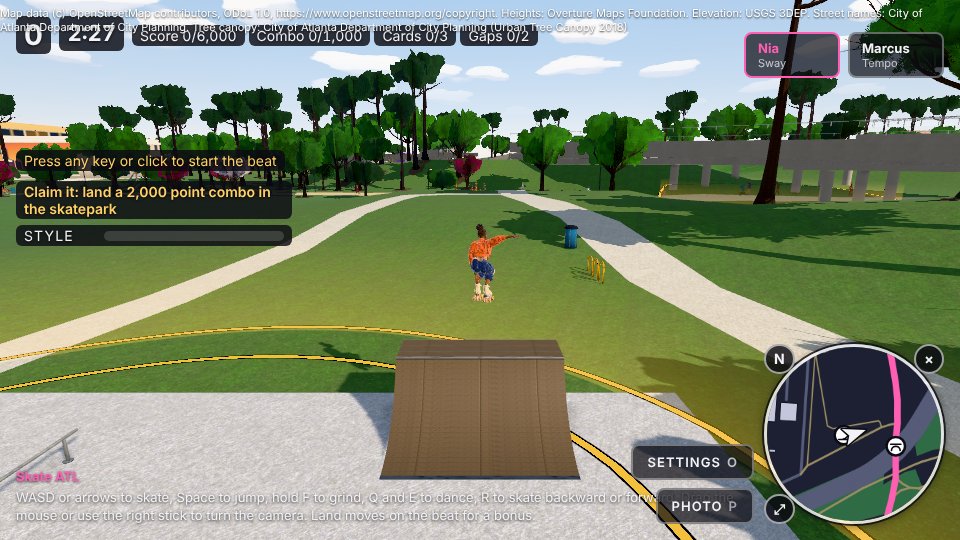 Map data (c) OpenStreetMap contributors, ODbL 1.0, https://www.openstreetmap.org/copyright. Heights: Overture Maps Foundation. Elevation: USGS 3DEP. Street names: City of
Atlanta Department of City Planning. Tree canopy: City of Atlanta Department of City Planning (Urban Tree Canopy 2018)
0 2:27 Score 0/6,000 Combo 0/1,000 Cards 0/3 Gaps 0/2
Nia Marcus
Sway Tempo
Press any key or click to start the beat
Claim it: land a 2,000 point combo in
the skatepark
STYLE
N ×
SETTINGS O
Skate ATL
WASD or arrows to skate, Space to jump, hold F to grind, Q and E to dance, R to skate backward or forward. Drag the
mouse or use the right stick to turn the camera. Land moves on the beat for a bonus.
PHOTO P